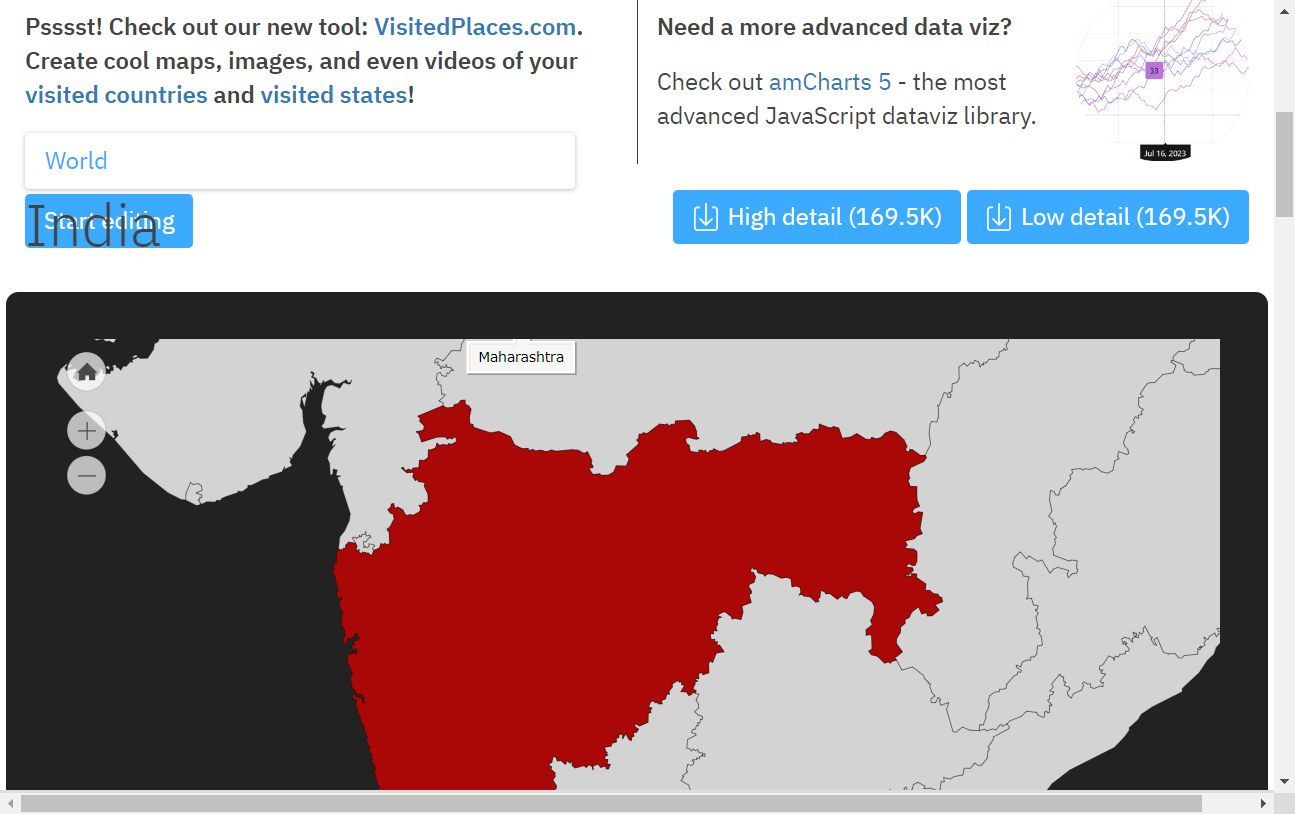 Psssst! Check out our new tool: VisitedPlaces.com.
Create cool maps, images, and even videos of your
visited countries and visited states!
Need a more advanced data viz?
Check out amCharts 5 - the most
advanced JavaScript dataviz library.
33
Jul 16, 2023
World
Start editing
India
High detail (169.5K)
Low detail (169.5K)
Maharashtra